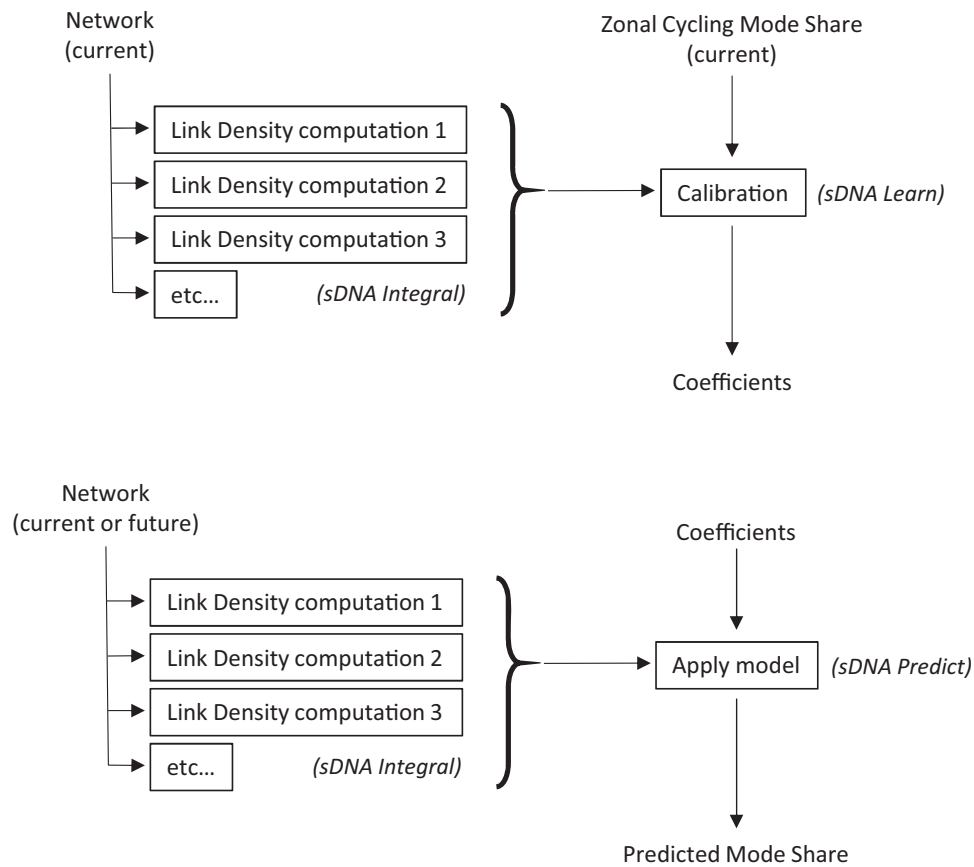 Network
(current)
Zonal Cycling Mode Share
(current)
Link Density computation 1
Link Density computation 2
Link Density computation 3
etc...
(sDNA Integral)
Calibration
(sDNA Learn)
Coefficients
Network
(current or future)
Coefficients
Link Density computation 1
Link Density computation 2
Link Density computation 3
etc...
(sDNA Integral)
Apply model
(sDNA Predict)
Predicted Mode Share